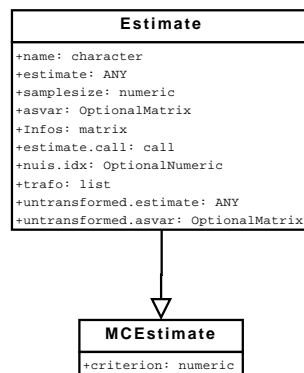 Estimate
+name: character
+estimate: ANY
+samplesize: numeric
+asvar: OptionalMatrix
+Infos: matrix
+estimate.call: call
+nuis.idx: OptionalNumeric
+trafo: list
+untransformed.estimate: ANY
+untransformed.asvar: OptionalMatrix
MCEstimate
+criterion: numeric